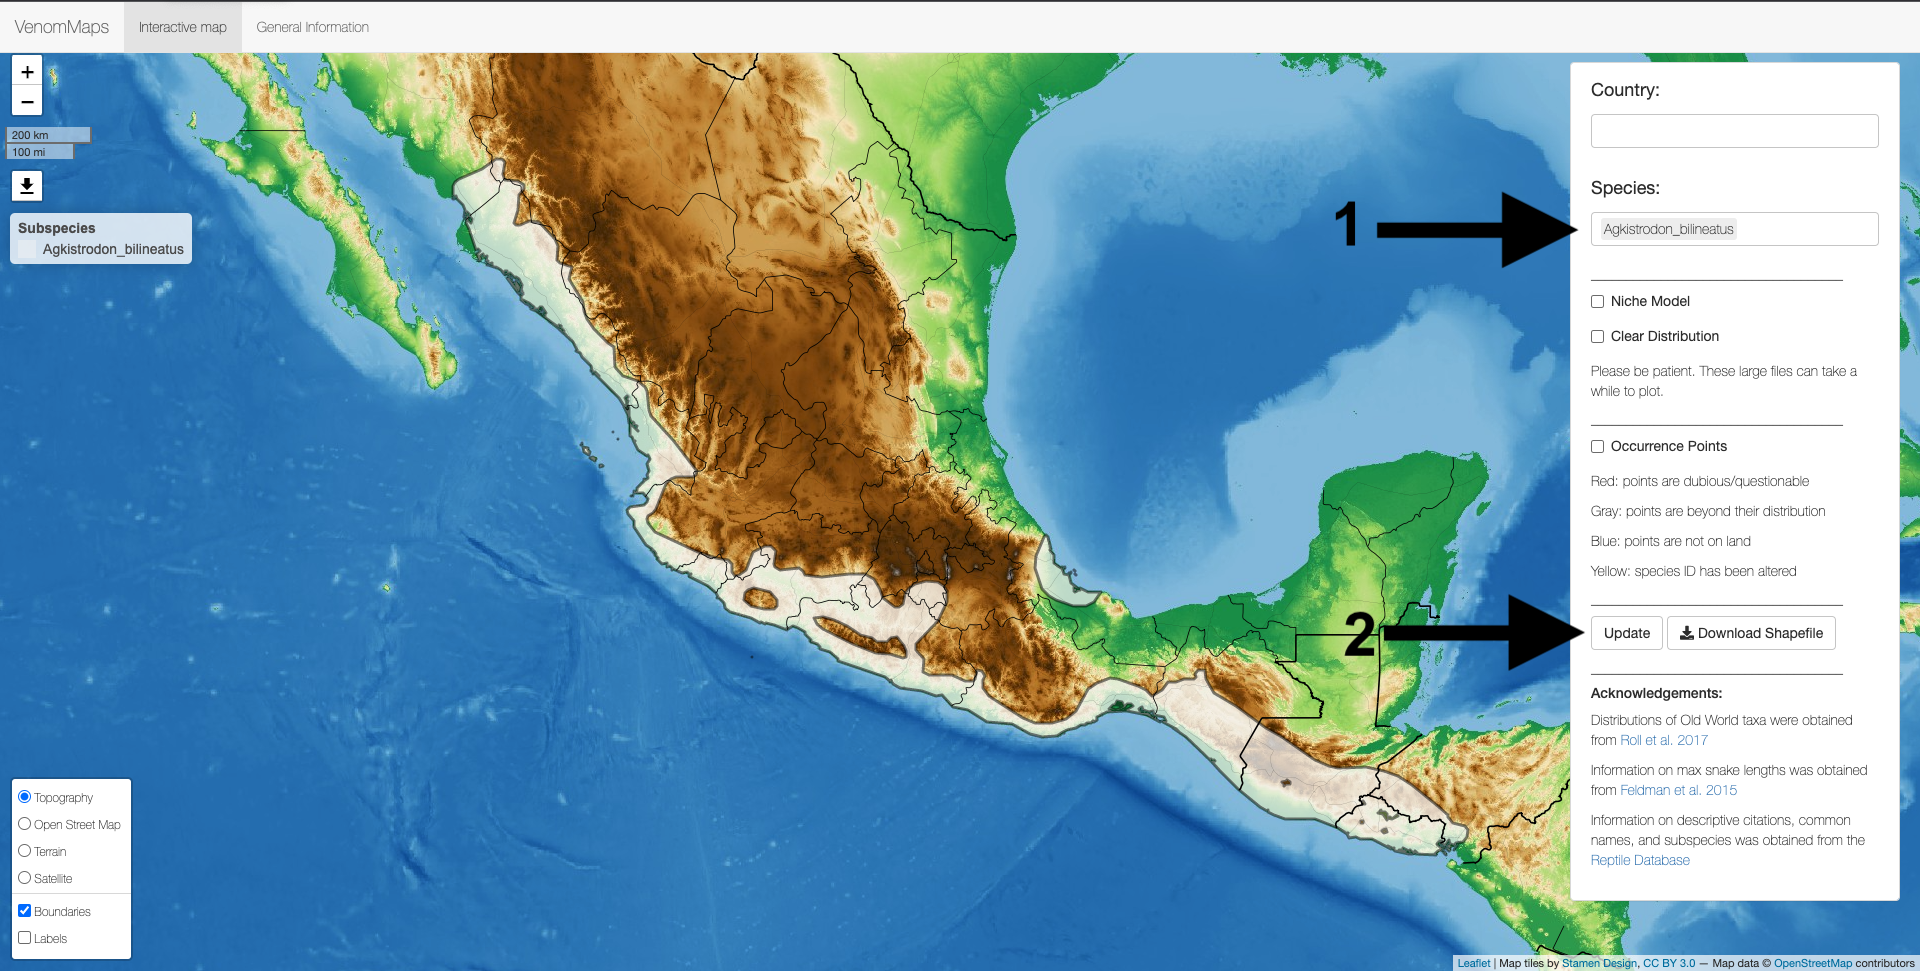 VenomMaps
Interactive map
General Information
+
−
200 km
100 mi
Subspecies
Agkistrodon_bilineatus
Country:
Species:
1
Agkistrodon_bilineatus
Niche Model
Clear Distribution
Please be patient. These large files can take a
while to plot.
Occurrence Points
Red: points are dubious/questionable
Gray: points are beyond their distribution
Blue: points are not on land
Yellow: species ID has been altered
2
Update
Download Shapefile
Acknowledgements:
Distributions of Old World taxa were obtained
from Roll et al. 2017
Information on max snake lengths was obtained
from Feldman et al. 2015
Information on descriptive citations, common
names, and subspecies was obtained from the
Reptile Database
Topography
Open Street Map
Terrain
Satellite
Boundaries
Labels
Leaflet | Map tiles by Stamen Design, CC BY 3.0 — Map data © OpenStreetMap contributors